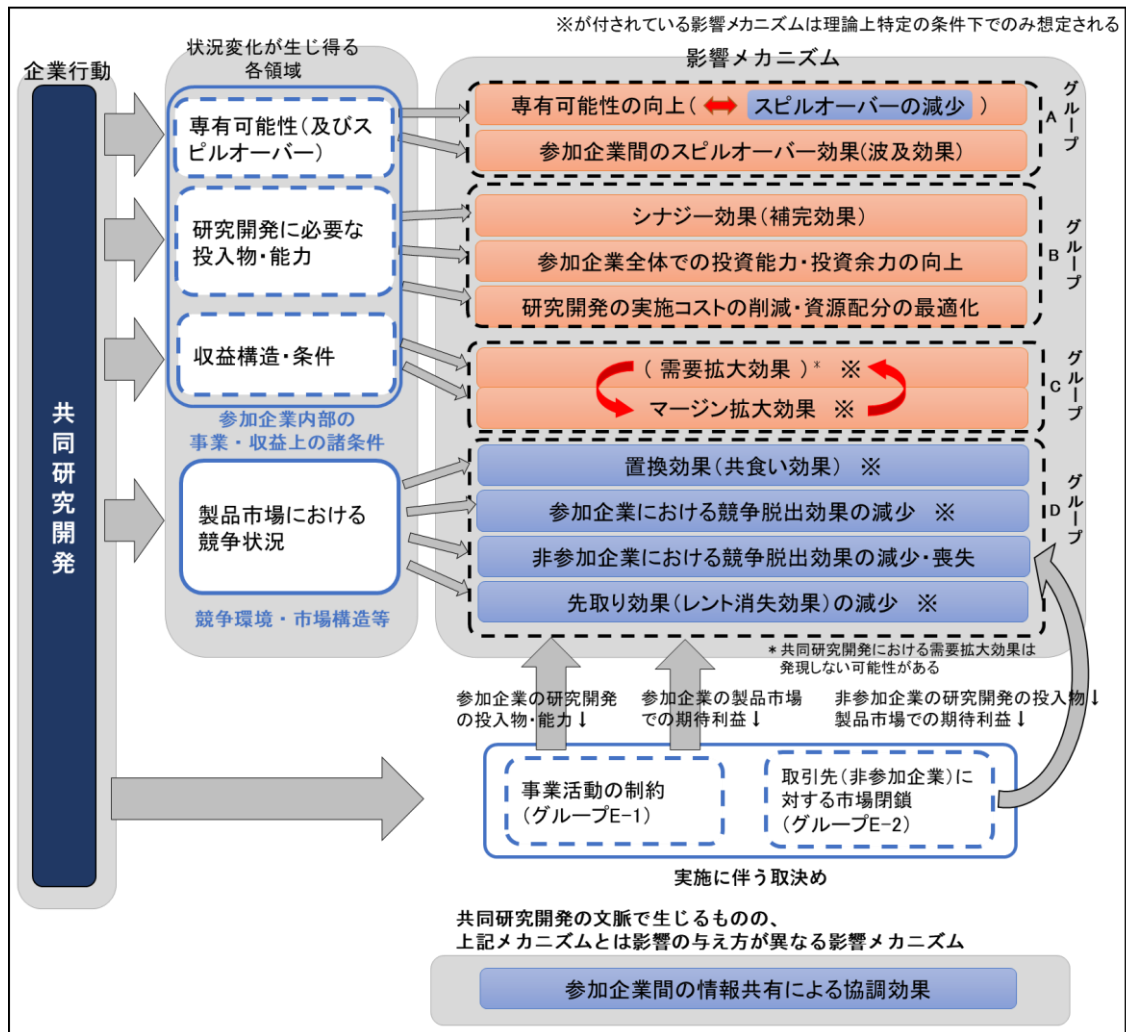 ※が付されている影響メカニズムは理論上特定の条件下でのみ想定される
企業行動
共同研究開発
状況変化が生じ得る
各領域
専有可能性(及びス
ピルオーバー)
研究開発に必要な
投入物・能力
収益構造・条件
参加企業内部の
事業・収益上の諸条件
製品市場における
競争状況
競争環境・市場構造等
影響メカニズム
専有可能性の向上( スピルオーバーの減少 )
参加企業間のスピルオーバー効果(波及効果)
グループA
シナジー効果(補完効果)
参加企業全体での投資能力・投資余力の向上
研究開発の実施コストの削減・資源配分の最適化
グループB
( 需要拡大効果 )* ※
マージン拡大効果 ※
グループC
置換効果(共食い効果) ※
参加企業における競争脱出効果の減少 ※
非参加企業における競争脱出効果の減少・喪失
先取り効果(レント消失効果)の減少 ※
グループD
* 共同研究開発における需要拡大効果は
発現しない可能性がある
参加企業の研究開発
の投入物・能力↓
参加企業の製品市場
での期待利益↓
非参加企業の研究開発の投入物↓
製品市場での期待利益↓
事業活動の制約
(グループE-1)
取引先(非参加企業)に
対する市場閉鎖
(グループE-2)
実施に伴う取決め
共同研究開発の文脈で生じるものの、
上記メカニズムとは影響の与え方が異なる影響メカニズム
参加企業間の情報共有による協調効果